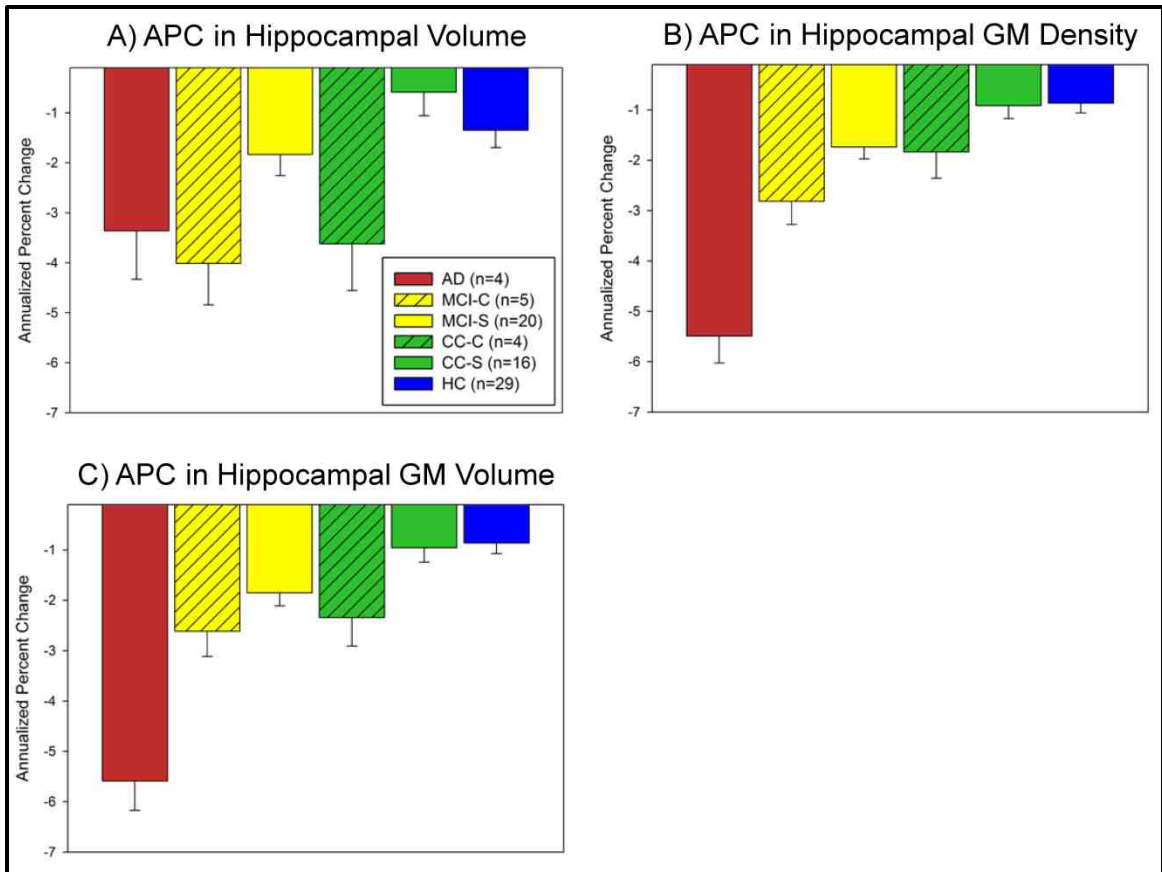 A) APC in Hippocampal Volume
Annualized Percent Change
-1
-2
-3
-4
-5
-6
-7
AD (n=4)
MCI-C (n=5)
MCI-S (n=20)
CC-C (n=4)
CC-S (n=16)
HC (n=29)
B) APC in Hippocampal GM Density
Annualized Percent Change
-1
-2
-3
-4
-5
-6
-7
C) APC in Hippocampal GM Volume
Annualized Percent Change
-1
-2
-3
-4
-5
-6
-7